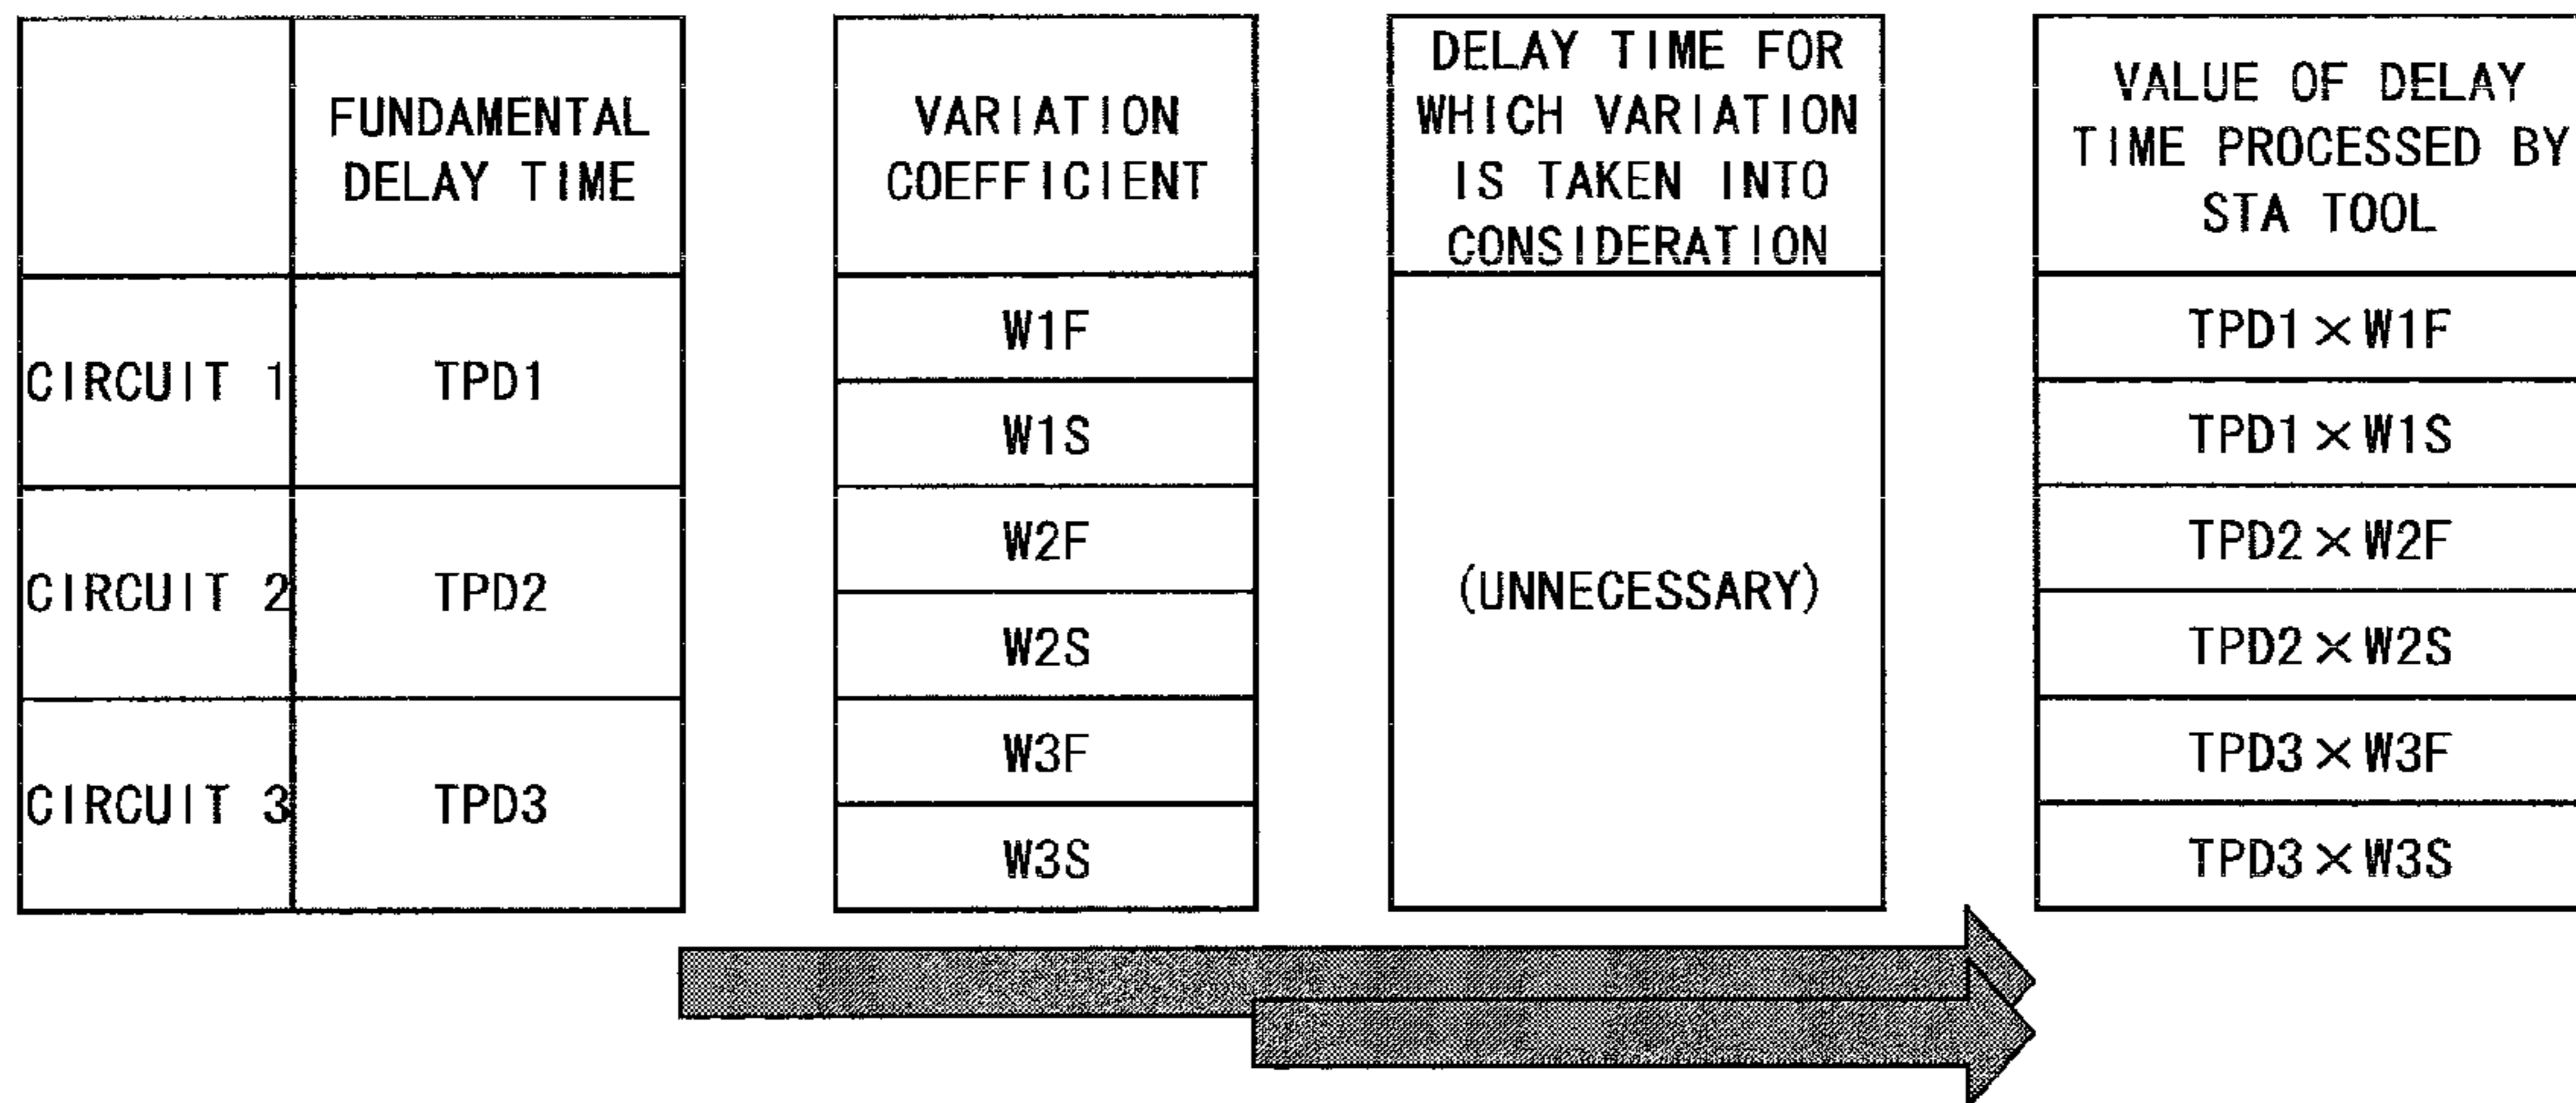 FUNDAMENTAL
DELAY TIME
CIRCUIT 1
TPD1
CIRCUIT 2
TPD2
CIRCUIT 3
TPD3
VARIATION
COEFFICIENT
W1F
W1S
W2F
W2S
W3F
W3S
DELAY TIME FOR
WHICH VARIATION
IS TAKEN INTO
CONSIDERATION
(UNNECESSARY)
VALUE OF DELAY
TIME PROCESSED BY
STA TOOL
TPD1×W1F
TPD1×W1S
TPD2×W2F
TPD2×W2S
TPD3×W3F
TPD3×W3S